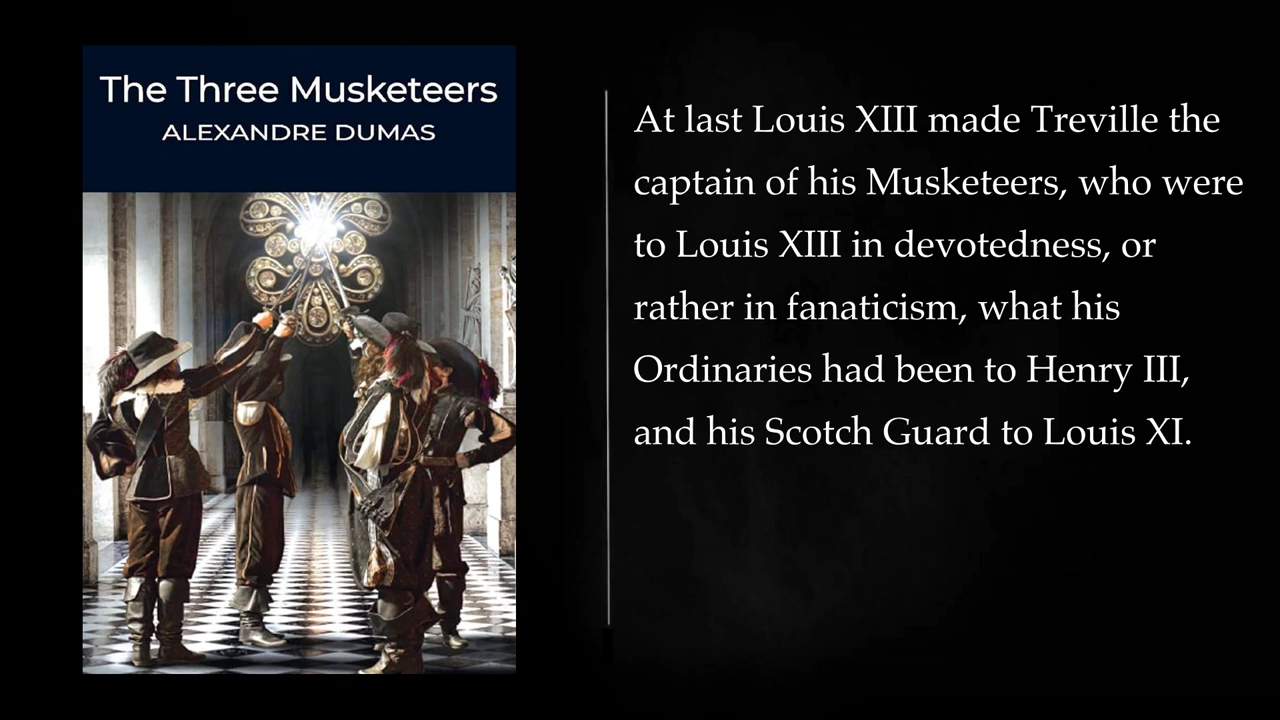 The Three Musketeers
ALEXANDRE DUMAS
At last Louis XIII made Treville the
captain of his Musketeers, who were
to Louis XIII in devotedness, or
rather in fanaticism, what his
Ordinaries had been to Henry III,
and his Scotch Guard to Louis XI.